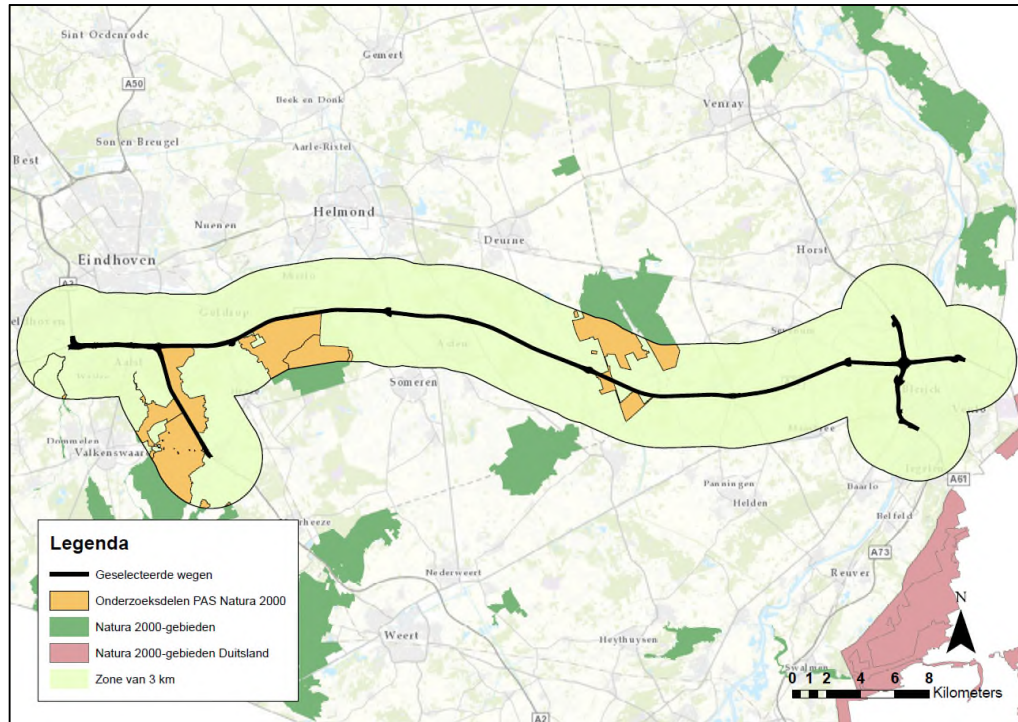 Sint Oedenrode
Gemert
A50
Beek en Donk
Venray
Son en Breugel
Aarle-Rixtel
Best
Nuenen
Helmond
Deurne
Horst
Eindhoven
A2
Geldrop
Aalst
Asten
Someren
Dommelen
Valkenswaard
Panningen
Helden
Baarlo
A61
Belfeld
A73
Reuver
Nederweert
Weert
Heythuysen
Swalmen
A2
Legenda
Geselecteerde wegen
Onderzoeksdelen PAS Natura 2000
Natura 2000-gebieden
Natura 2000-gebieden Duitsland
Zone van 3 km
N
0 1 2 4 6 8
Kilometers